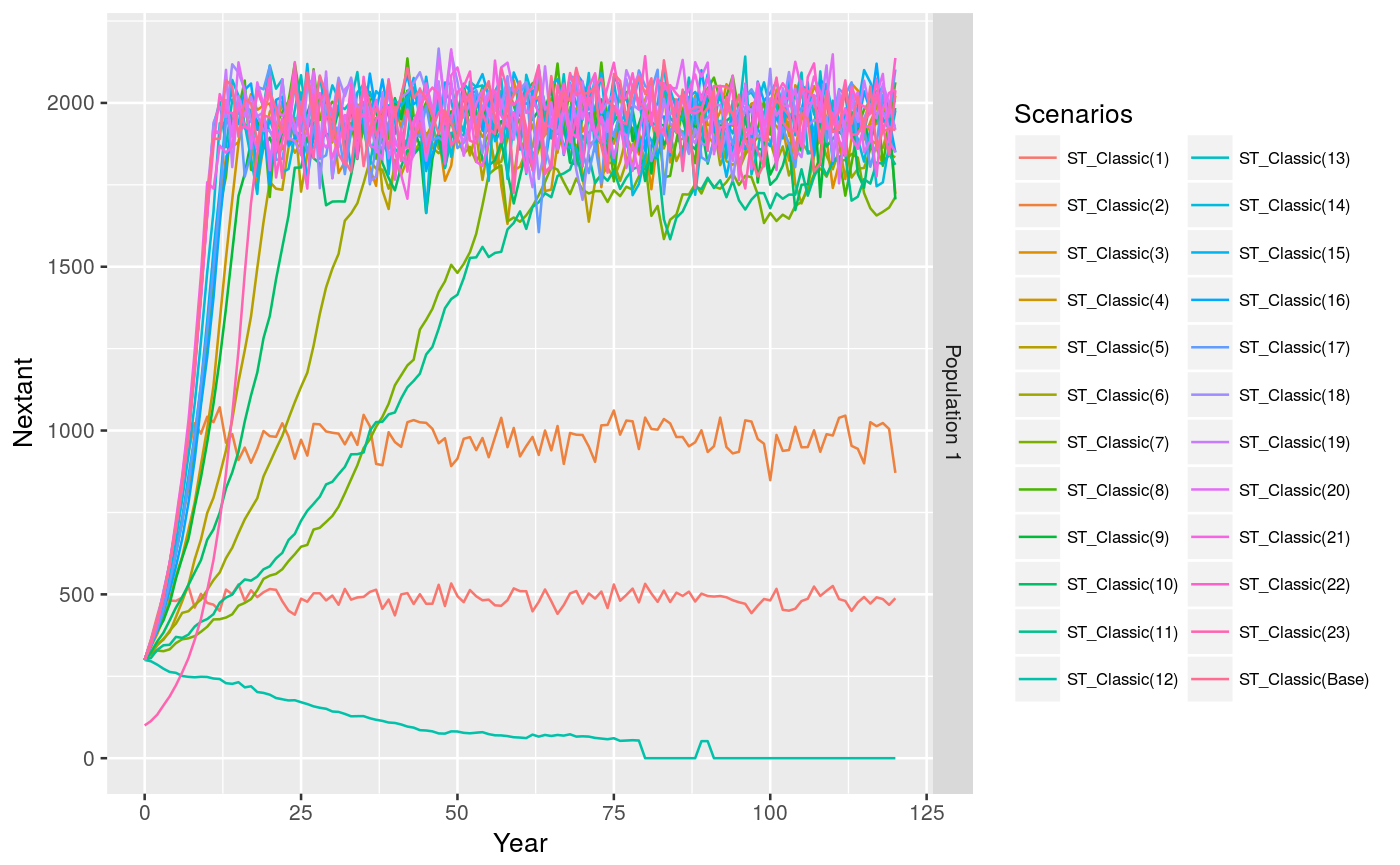 Nextant
2000
1500
1000
500
0
0
25
50
75
100
125
Year
Population 1
Scenarios
ST_Classic(1)
ST_Classic(2)
ST_Classic(3)
ST_Classic(4)
ST_Classic(5)
ST_Classic(6)
ST_Classic(7)
ST_Classic(8)
ST_Classic(9)
ST_Classic(10)
ST_Classic(11)
ST_Classic(12)
ST_Classic(13)
ST_Classic(14)
ST_Classic(15)
ST_Classic(16)
ST_Classic(17)
ST_Classic(18)
ST_Classic(19)
ST_Classic(20)
ST_Classic(21)
ST_Classic(22)
ST_Classic(23)
ST_Classic(Base)